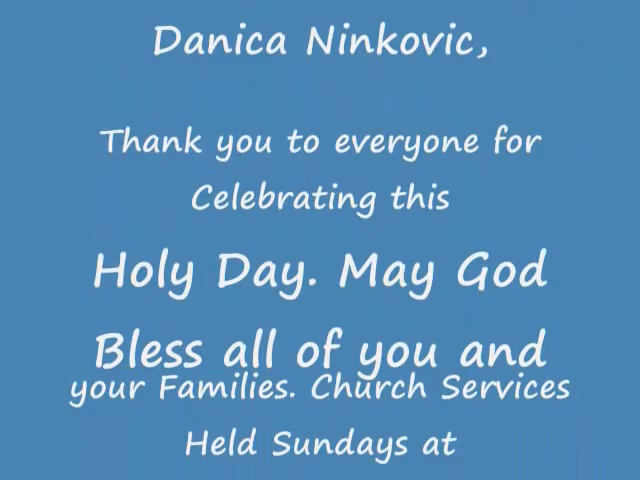 Danica Ninkovic,
Thank you to everyone for
Celebrating this
Holy Day. May God
Bless all of you and
your Families. Church Services
Held Sundays at